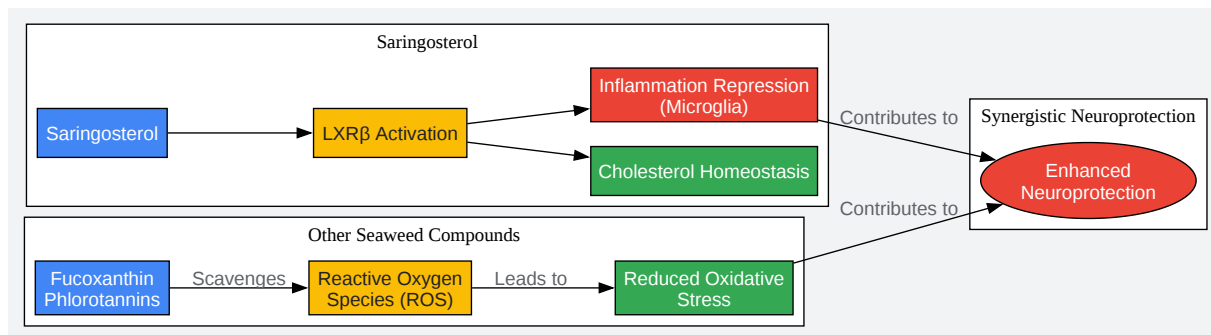 Saringosterol
Saringosterol
LXRβ Activation
Inflammation Repression
(Microglia)
Cholesterol Homeostasis
Contributes to
Synergistic Neuroprotection
Enhanced
Neuroprotection
Contributes to
Other Seaweed Compounds
Fucoxanthin
Phlorotannins
Scavenges
Reactive Oxygen
Species (ROS)
Leads to
Reduced Oxidative
Stress